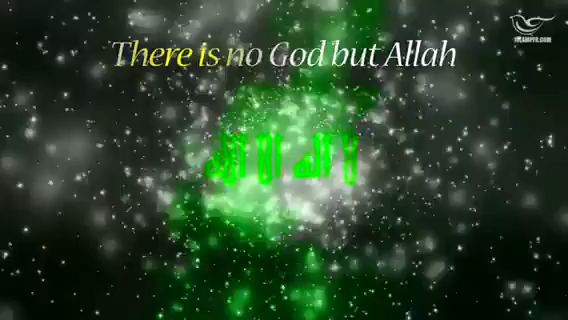 There is no God but Allah
لا اله الا الله